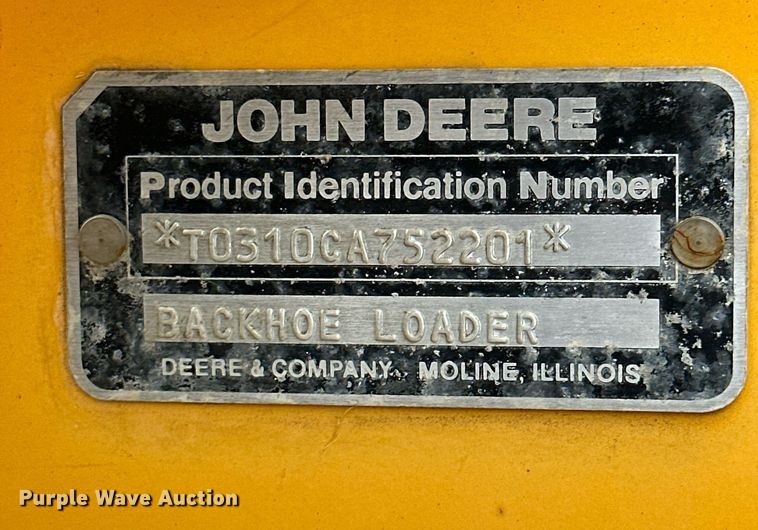 JOHN DEERE
Product Identification Number
*T0310CA752201*
BACKHOE LOADER
DEERE & COMPANY MOLINE, ILLINOIS
Purple Wave Auction